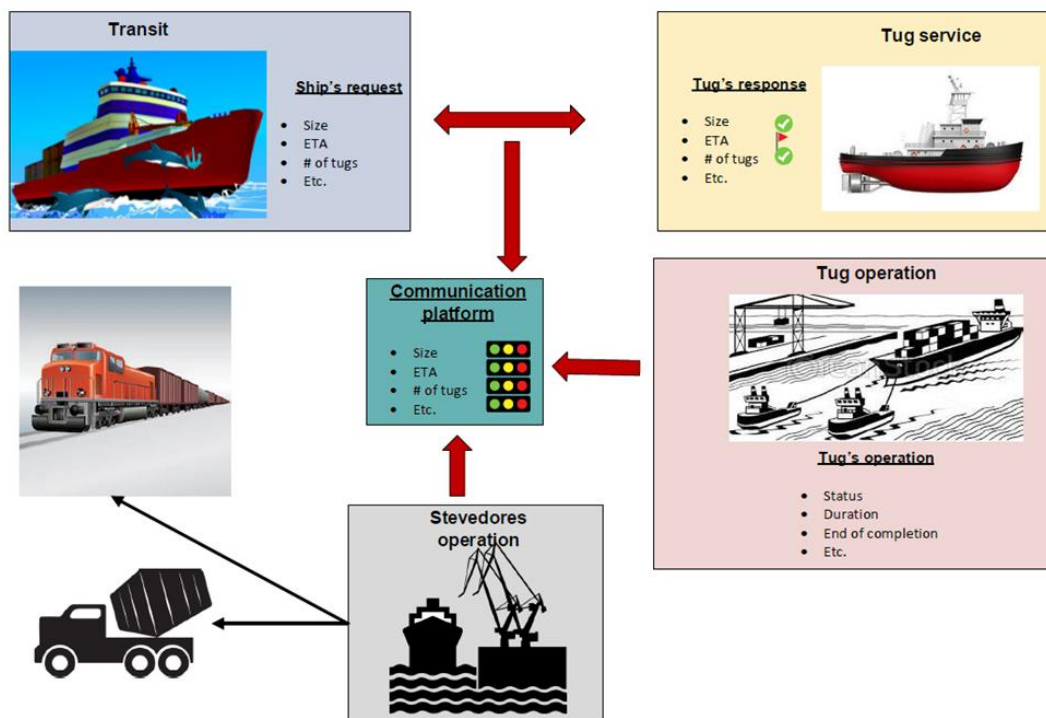 Transit
Ship's request
• Size
• ETA
• # of tugs
• Etc.
Tug service
Tug's response
• Size
• ETA
• # of tugs
• Etc.
Communication
platform
• Size
• ETA
• # of tugs
• Etc.
Tug operation
Tug's operation
• Status
• Duration
• End of completion
• Etc.
Stevedores
operation